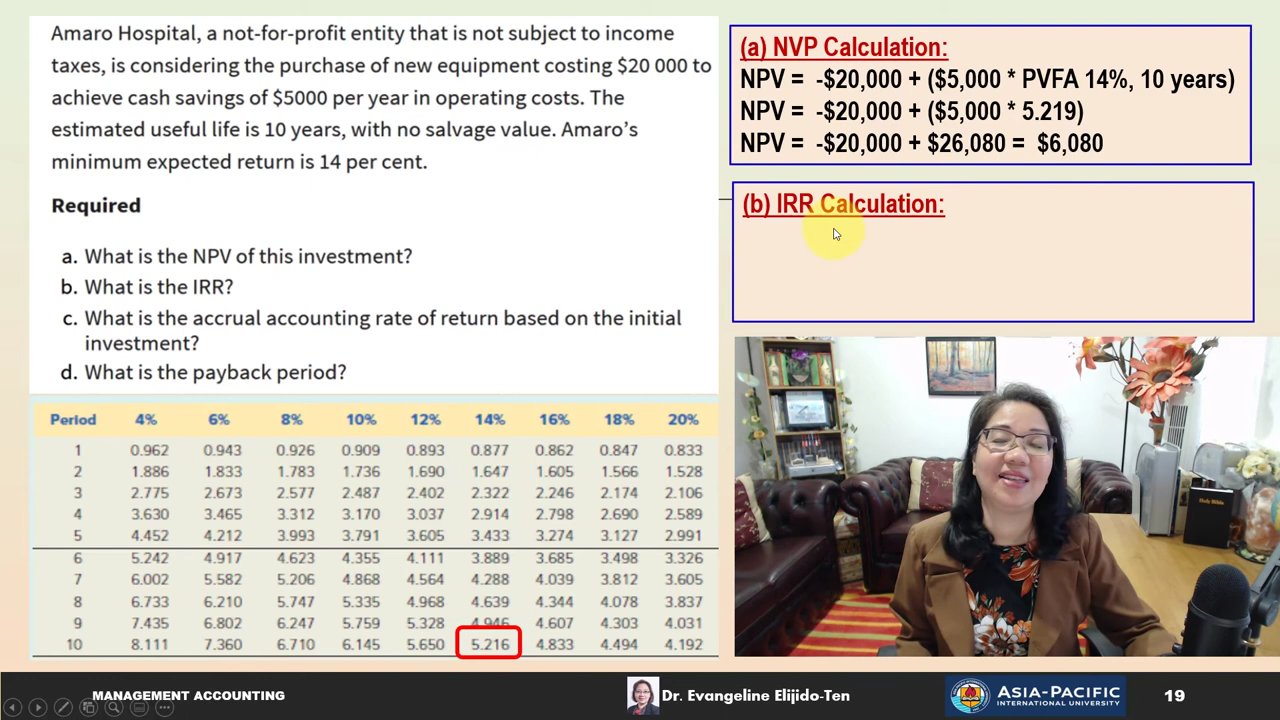 Amaro Hospital, a not-for-profit entity that is not subject to income
taxes, is considering the purchase of new equipment costing $20 000 to
achieve cash savings of $5000 per year in operating costs. The
estimated useful life is 10 years, with no salvage value. Amaro's
minimum expected return is 14 per cent.
Required
a. What is the NPV of this investment?
b. What is the IRR?
c. What is the accrual accounting rate of return based on the initial
investment?
d. What is the payback period?
(a) NVP Calculation:
NPV = -$20,000 + ($5,000 * PVFA 14%, 10 years)
NPV = -$20,000 + ($5,000 * 5.219)
NPV = -$20,000 + $26,080 = $6,080
(b) IRR Calculation:
Period 4% 6% 8% 10% 12% 14% 16% 18% 20%
1 0.962 0.943 0.926 0.909 0.893 0.877 0.862 0.847 0.833
2 1.886 1.833 1.783 1.736 1.690 1.647 1.605 1.566 1.528
3 2.775 2.673 2.577 2.487 2.402 2.322 2.246 2.174 2.106
4 3.630 3.465 3.312 3.170 3.037 2.914 2.798 2.690 2.589
5 4.452 4.212 3.993 3.791 3.605 3.433 3.274 3.127 2.991
6 5.242 4.917 4.623 4.355 4.111 3.889 3.685 3.498 3.326
7 6.002 5.582 5.206 4.868 4.564 4.288 4.039 3.812 3.605
8 6.733 6.210 5.747 5.335 4.968 4.639 4.344 4.078 3.837
9 7.435 6.802 6.247 5.759 5.328 4.946 4.607 4.303 4.031
10 8.111 7.360 6.710 6.145 5.650 5.216 4.833 4.494 4.192
Holy Bible
MANAGEMENT ACCOUNTING
Dr. Evangeline Elijido-Ten
ASIA-PACIFIC
INTERNATIONAL UNIVERSITY
19